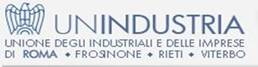 UNINDUSTRIA
UNIONE DEGLI INDUSTRIALI E DELLE IMPRESE
DI ROMA • FROSINONE • RIETI • VITERBO